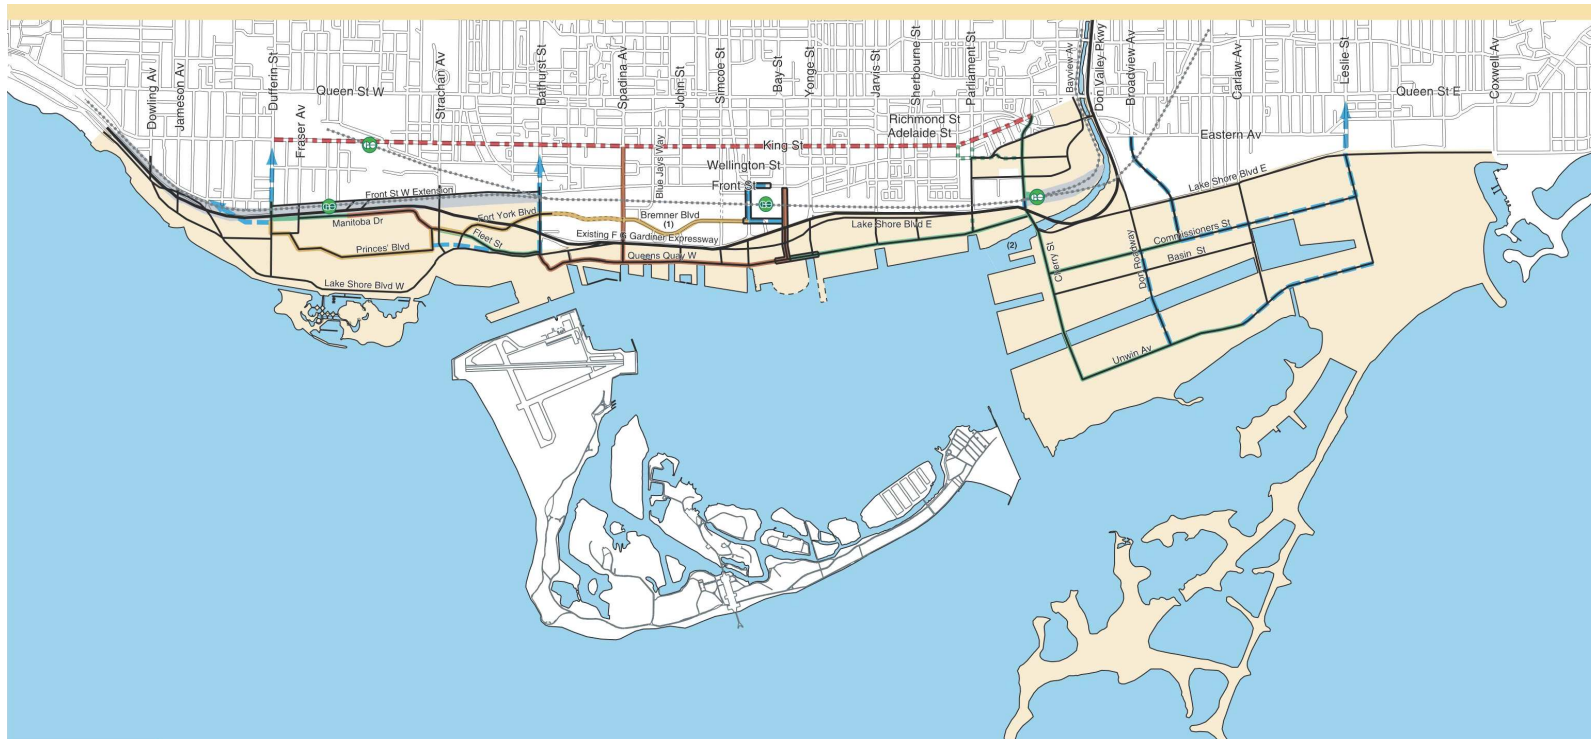 Dowling Av
Jameson Av
Dufferin St
Fraser Av
Queen St W
Strachan Av
Bathurst St
Spadina Av
John St
Simcoe St
Bay St
Yonge St
Jarvis St
Sherbourne St
Parliament St
Bayview Av
Don Valley Pkwy
Broadview Av
Carlaw Av
Leslie St
Queen St E
Coxwell Av
Richmond St
Adelaide St
Eastern Av
King St
Blue Jays Way
Wellington St
Front St
Front St W Extension
Manitoba Dr
Fort York Blvd
Bremner Blvd
(1)
Fleet St
Princes' Blvd
Existing F G Gardiner Expressway
Queens Quay W
Lake Shore Blvd E
Lake Shore Blvd E
(2)
Cherry St
Don Roadway
Commissioners St
Basin St
Lake Shore Blvd W
Unwin Av